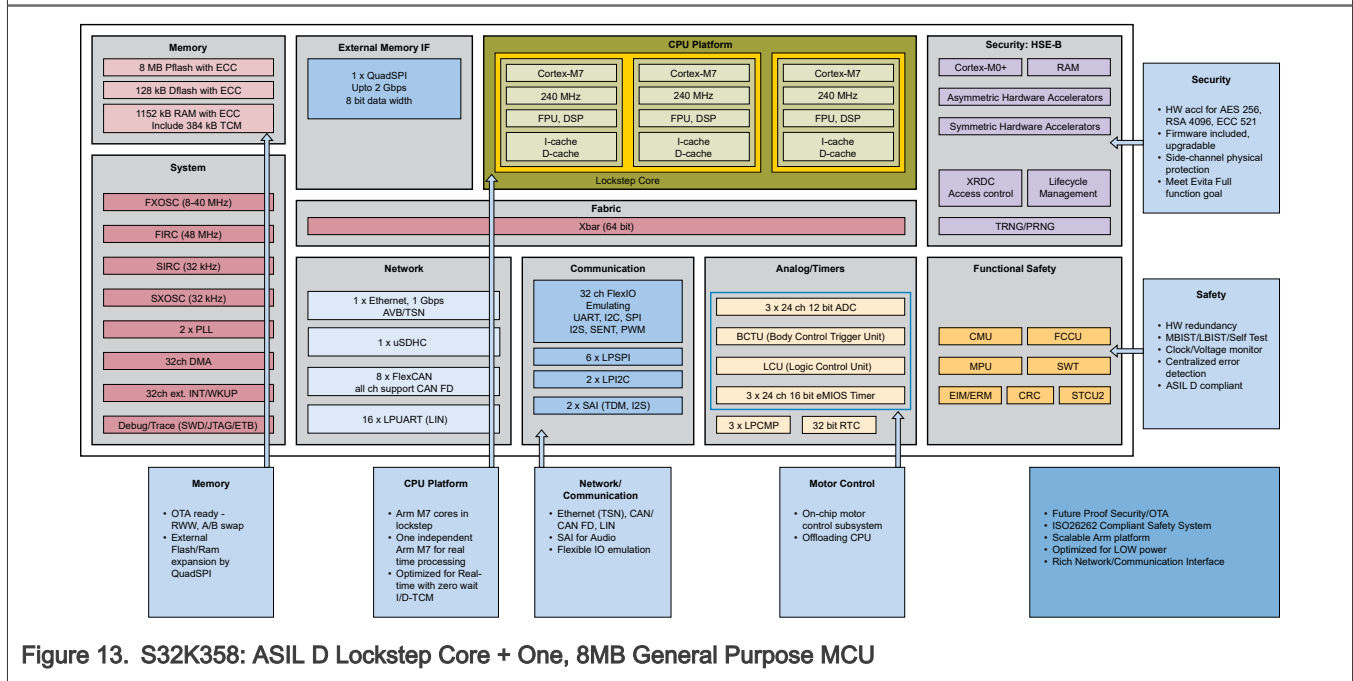 Memory
8 MB Pflash with ECC
128 kB Dflash with ECC
1152 kB RAM with ECC
Include 384 kB TCM
External Memory IF
1 x QuadSPI
Upto 2 Gbps
8 bit data width
CPU Platform
Cortex-M7
240 MHz
FPU, DSP
I-cache
D-cache
Cortex-M7
240 MHz
FPU, DSP
I-cache
D-cache
Cortex-M7
240 MHz
FPU, DSP
I-cache
D-cache
Lockstep Core
Security: HSE-B
Cortex-M0+
RAM
Asymmetric Hardware Accelerators
Symmetric Hardware Accelerators
XRDC
Access control
Lifecycle
Management
TRNG/PRNG
Security
• HW accl for AES 256,
RSA 4096, ECC 521
• Firmware included,
upgradable
• Side-channel physical
protection
• Meet Evita Full
function goal
System
FXOSC (8-40 MHz)
FIRC (48 MHz)
SIRC (32 kHz)
SXOSC (32 kHz)
2 x PLL
32ch DMA
32ch ext. INT/WKUP
Debug/Trace (SWD/JTAG/ETB)
Fabric
Xbar (64 bit)
Network
1 x Ethernet, 1 Gbps
AVB/TSN
1 x uSDHC
8 x FlexCAN
all ch support CAN FD
16 x LPUART (LIN)
Communication
32 ch FlexIO
Emulating
UART, I2C, SPI
I2S, SENT, PWM
6 x LPSPI
2 x LPI2C
2 x SAI (TDM, I2S)
Analog/Timers
3 x 24 ch 12 bit ADC
BCTU (Body Control Trigger Unit)
LCU (Logic Control Unit)
3 x 24 ch 16 bit eMIOS Timer
3 x LPCMP
32 bit RTC
Functional Safety
CMU
FCCU
MPU
SWT
EIM/ERM
CRC
STCU2
Safety
• HW redundancy
• MBIST/LBIST/Self Test
• Clock/Voltage monitor
• Centralized error
detection
• ASIL D compliant
Memory
• OTA ready -
RWW, A/B swap
• External
Flash/Ram
expansion by
QuadSPI
CPU Platform
• Arm M7 cores in
lockstep
• One independent
Arm M7 for real
time processing
• Optimized for Real-
time with zero wait
I/D-TCM
Network/
Communication
• Ethernet (TSN), CAN/
CAN FD, LIN
• SAI for Audio
• Flexible IO emulation
Motor Control
• On-chip motor
control subsystem
• Offloading CPU
• Future Proof Security/OTA
• ISO26262 Compliant Safety System
• Scalable Arm platform
• Optimized for LOW power
• Rich Network/Communication Interface
Figure 13. S32K358: ASIL D Lockstep Core + One, 8MB General Purpose MCU